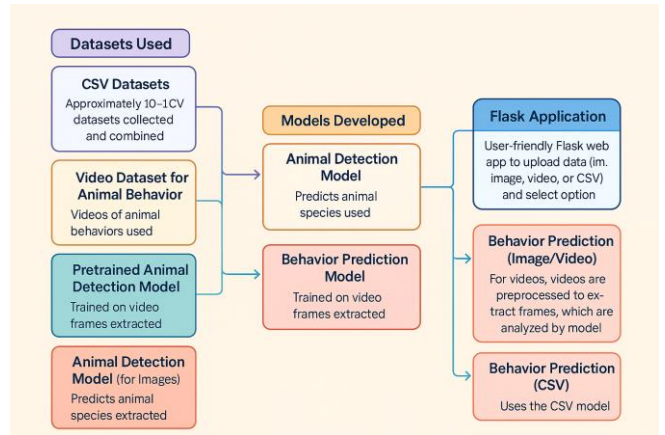 Datasets Used
CSV Datasets
Approximately 10–1CV
datasets collected
and combined
Video Dataset for
Animal Behavior
Videos of animal
behaviors used
Pretrained Animal
Detection Model
Trained on video
frames extracted
Animal Detection
Model (for Images)
Predicts animal
species extracted
Models Developed
Animal Detection
Model
Predicts animal
species used
Behavior Prediction
Model
Trained on video
frames extracted
Flask Application
User-friendly Flask web
app to upload data (im.
image, video, or CSV)
and select option
Behavior Prediction
(Image/Video)
For videos, videos are
preprocessed to ex-
tract frames, which are
analyzed by model
Behavior Prediction
(CSV)
Uses the CSV model